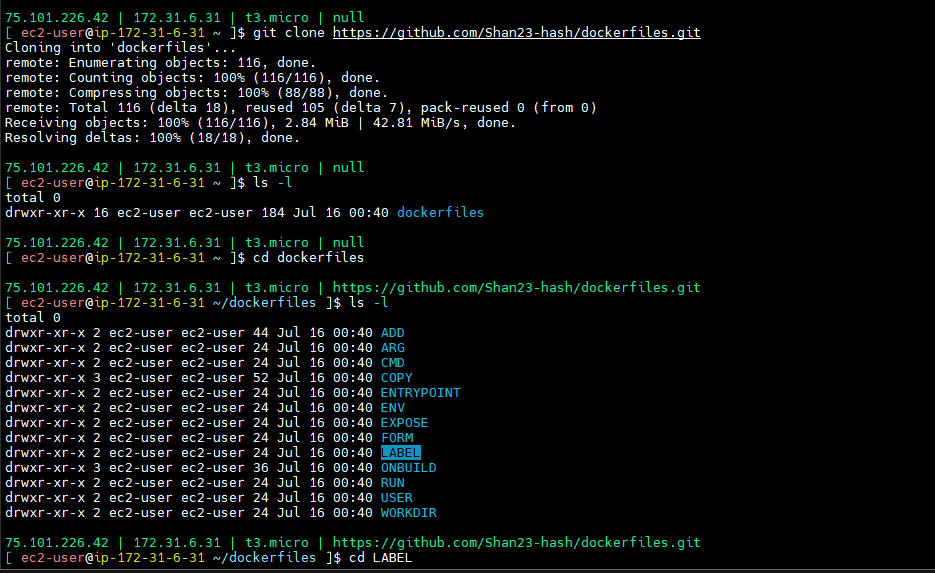 75.101.226.42 | 172.31.6.31 | t3.micro | null
[ ec2-user@ip-172-31-6-31 ~ ]$ git clone https://github.com/Shan23-hash/dockerfiles.git
Cloning into 'dockerfiles'...
remote: Enumerating objects: 116, done.
remote: Counting objects: 100% (116/116), done.
remote: Compressing objects: 100% (88/88), done.
remote: Total 116 (delta 18), reused 105 (delta 7), pack-reused 0 (from 0)
Receiving objects: 100% (116/116), 2.84 MiB | 42.81 MiB/s, done.
Resolving deltas: 100% (18/18), done.
75.101.226.42 | 172.31.6.31 | t3.micro | null
[ ec2-user@ip-172-31-6-31 ~ ]$ ls -l
total 0
drwxr-xr-x 16 ec2-user ec2-user 184 Jul 16 00:40 dockerfiles
75.101.226.42 | 172.31.6.31 | t3.micro | null
[ ec2-user@ip-172-31-6-31 ~ ]$ cd dockerfiles
75.101.226.42 | 172.31.6.31 | t3.micro | https://github.com/Shan23-hash/dockerfiles.git
[ ec2-user@ip-172-31-6-31 ~/dockerfiles ]$ ls -l
total 0
drwxr-xr-x 2 ec2-user ec2-user 44 Jul 16 00:40 ADD
drwxr-xr-x 2 ec2-user ec2-user 24 Jul 16 00:40 ARG
drwxr-xr-x 2 ec2-user ec2-user 24 Jul 16 00:40 CMD
drwxr-xr-x 3 ec2-user ec2-user 52 Jul 16 00:40 COPY
drwxr-xr-x 2 ec2-user ec2-user 24 Jul 16 00:40 ENTRYPOINT
drwxr-xr-x 2 ec2-user ec2-user 24 Jul 16 00:40 ENV
drwxr-xr-x 2 ec2-user ec2-user 24 Jul 16 00:40 EXPOSE
drwxr-xr-x 2 ec2-user ec2-user 24 Jul 16 00:40 FORM
drwxr-xr-x 2 ec2-user ec2-user 24 Jul 16 00:40 LABEL
drwxr-xr-x 3 ec2-user ec2-user 36 Jul 16 00:40 ONBUILD
drwxr-xr-x 2 ec2-user ec2-user 24 Jul 16 00:40 RUN
drwxr-xr-x 2 ec2-user ec2-user 24 Jul 16 00:40 USER
drwxr-xr-x 2 ec2-user ec2-user 24 Jul 16 00:40 WORKDIR
75.101.226.42 | 172.31.6.31 | t3.micro | https://github.com/Shan23-hash/dockerfiles.git
[ ec2-user@ip-172-31-6-31 ~/dockerfiles ]$ cd LABEL